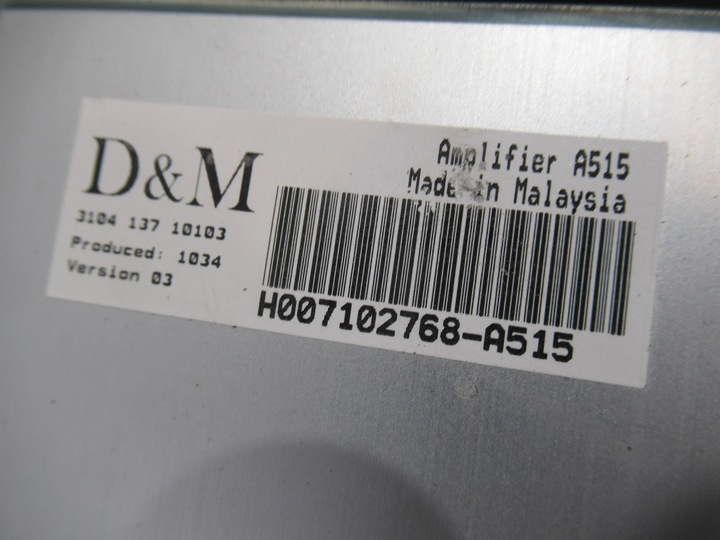 D&M
3104 137 10103
Produced: 1034
Version 03
Amplifier A515
Made in Malaysia
H007102768-A515